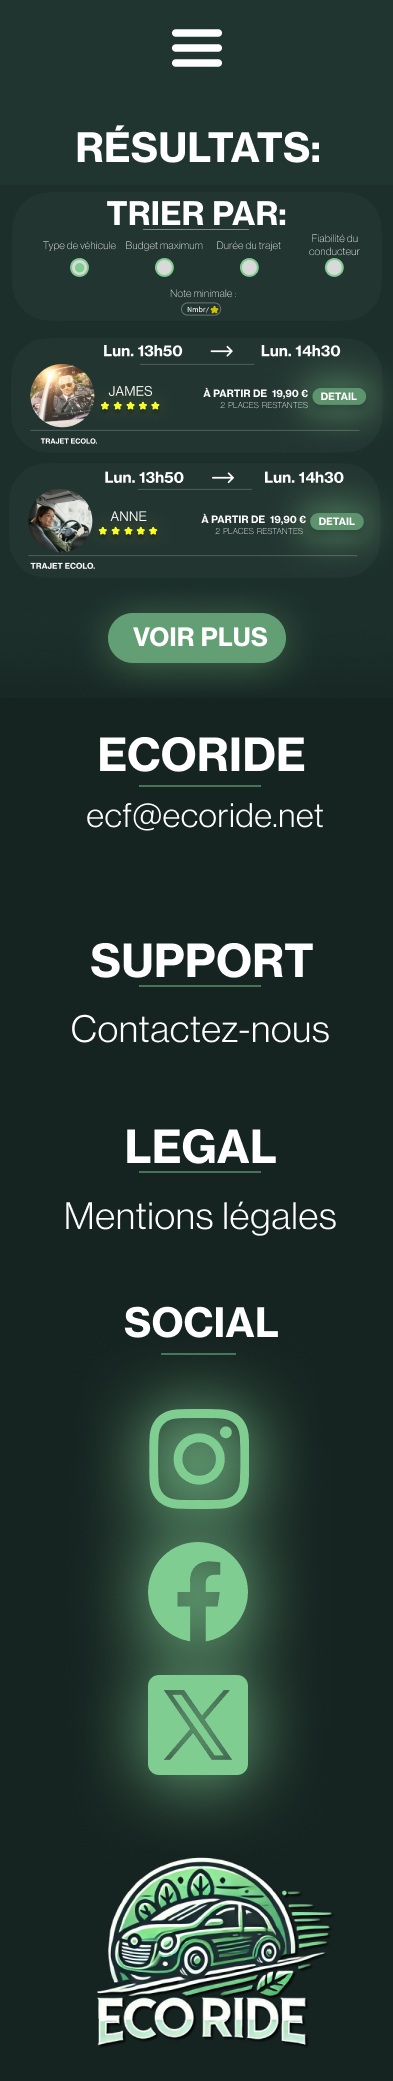 RÉSULTATS:
TRIER PAR:
Type de véhicule
Budget maximum
Durée du trajet
Fiabilité du
conducteur
Note minimale :
Nmbr/
Lun. 13h50
Lun. 14h30
JAMES
À PARTIR DE 19,90 €
2 PLACES RESTANTES
DETAIL
TRAJET ECOLO.
Lun. 13h50
Lun. 14h30
ANNE
À PARTIR DE 19,90 €
2 PLACES RESTANTES
DETAIL
TRAJET ECOLO.
VOIR PLUS
ECORIDE
ecf@ecoride.net
SUPPORT
Contactez-nous
LEGAL
Mentions légales
SOCIAL
ECO RIDE